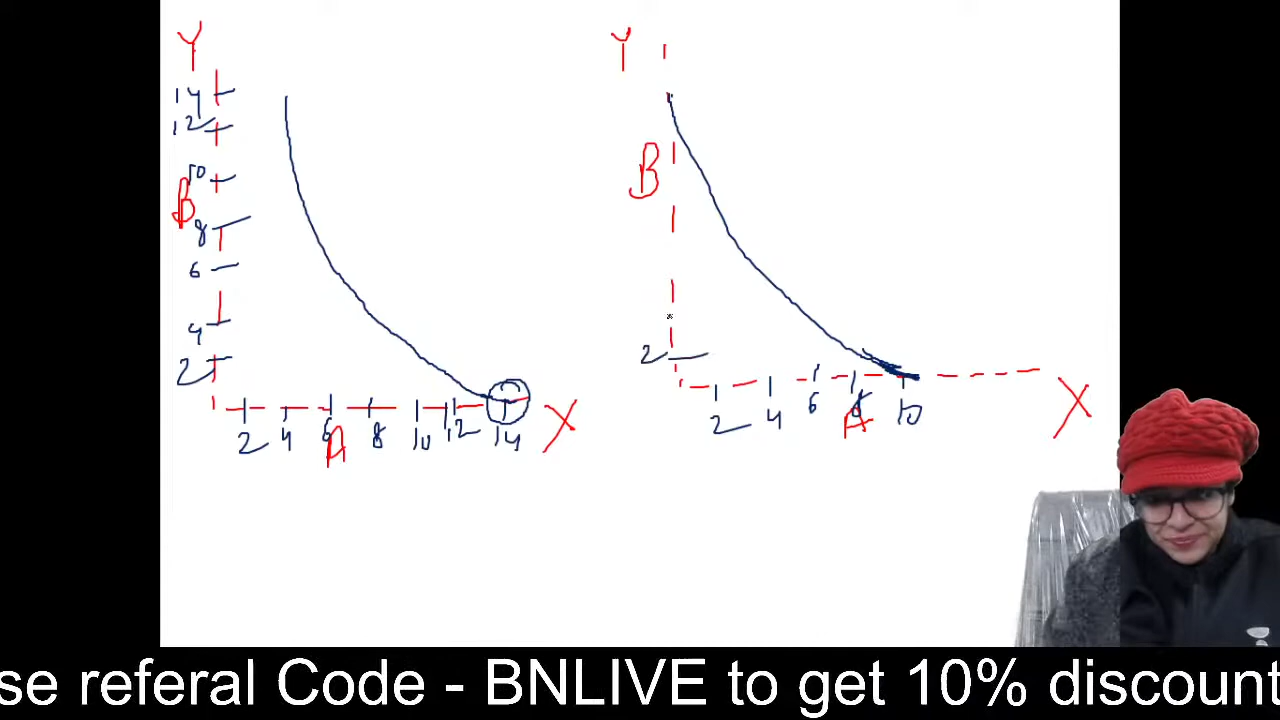 Y
14
12
10
B
8
6
4
2
2 4 6 8 10 12 14
A
X
Y
B
2
2 4 6 8 10
A
X
se referal Code - BNLIVE to get 10% discount